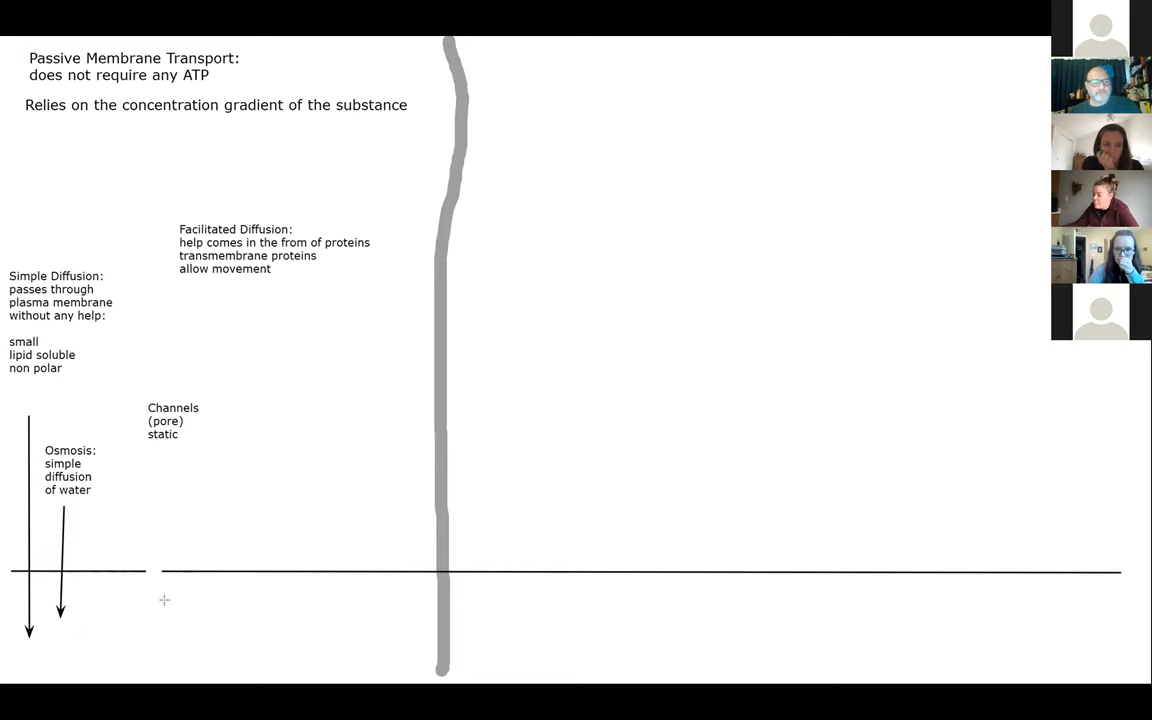 Passive Membrane Transport:
does not require any ATP
Relies on the concentration gradient of the substance
Facilitated Diffusion:
help comes in the from of proteins
transmembrane proteins
allow movement
Simple Diffusion:
passes through
plasma membrane
without any help:
small
lipid soluble
non polar
Channels
(pore)
static
Osmosis:
simple
diffusion
of water